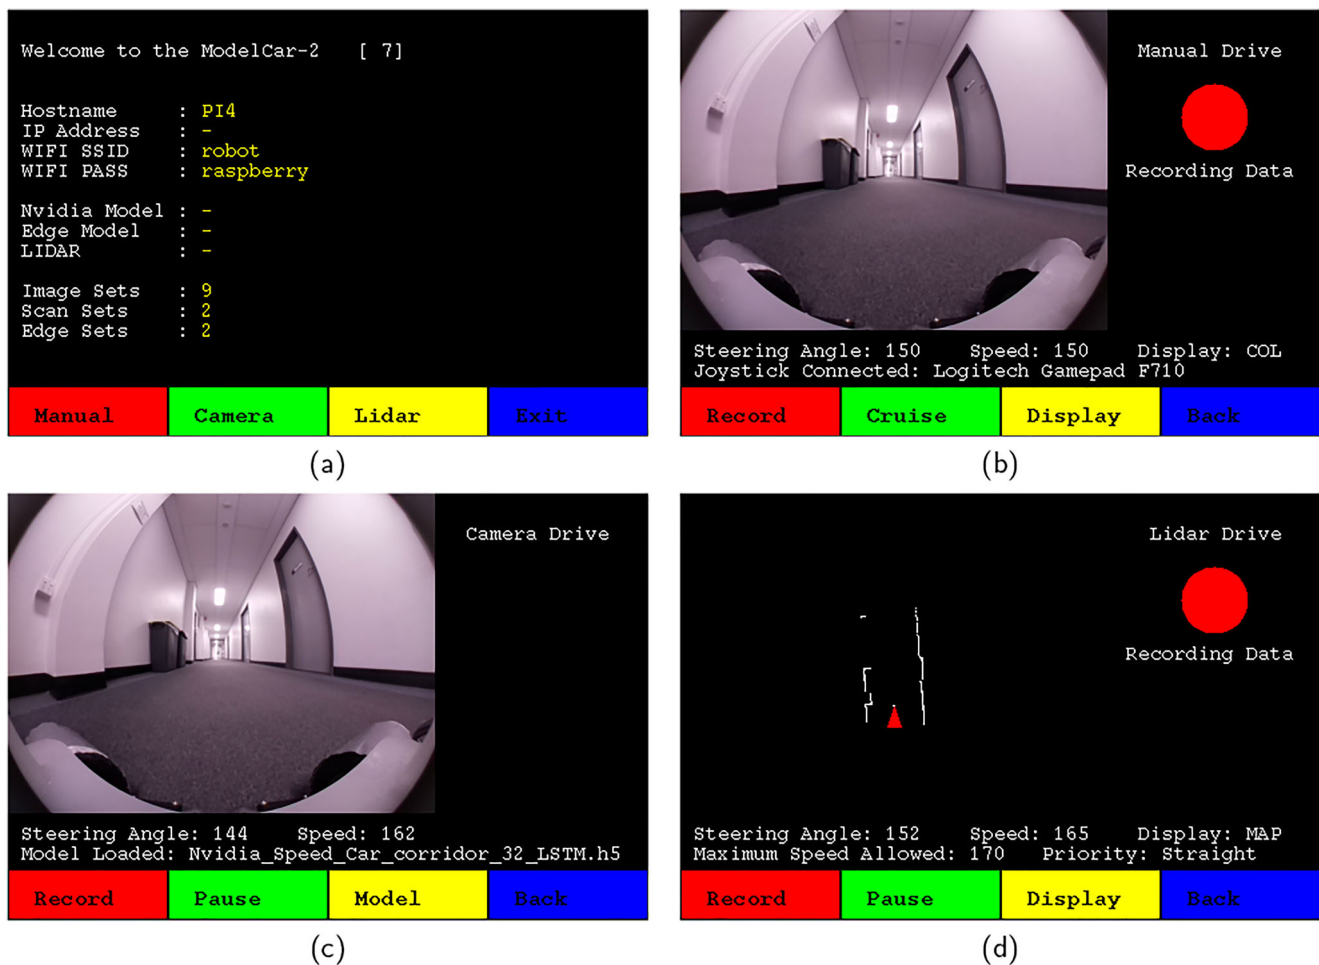 Welcome to the ModelCar-2 [ 7]
Hostname : PI4
IP Address : -
WIFI SSID : robot
WIFI PASS : raspberry
Nvidia Model : -
Edge Model : -
LIDAR : -
Image Sets : 9
Scan Sets : 2
Edge Sets : 2
Manual Camera Lidar Exit
(a)
Manual Drive
Recording Data
Steering Angle: 150 Speed: 150 Display: COL
Joystick Connected: Logitech Gamepad F710
Record Cruise Display Back
(b)
Camera Drive
Steering Angle: 144 Speed: 162
Model Loaded: Nvidia_Speed_Car_corridor_32_LSTM.h5
Record Pause Model Back
(c)
Lidar Drive
Recording Data
Steering Angle: 152 Speed: 165 Display: MAP
Maximum Speed Allowed: 170 Priority: Straight
Record Pause Display Back
(d)